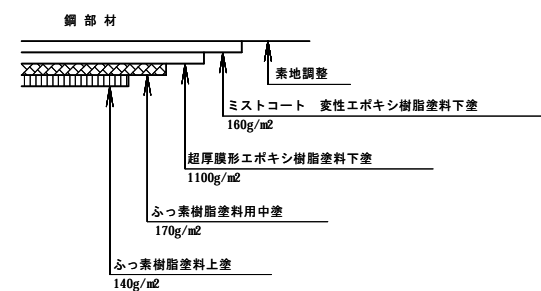 鋼 部 材
素地調整
ミストコート　変性エポキシ樹脂塗料下塗
160g/m2
超厚膜形エポキシ樹脂塗料下塗
1100g/m2
ふっ素樹脂塗料用中塗
170g/m2
ふっ素樹脂塗料上塗
140g/m2